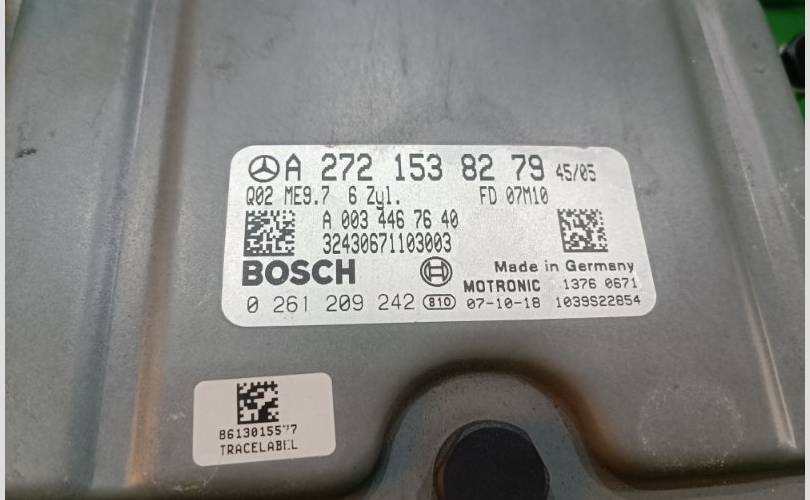 A 272 153 82 79 45/05
Q02 ME9.7 6 Zyl. FD 07M10
A 003 446 76 40
32430671103003
BOSCH Made in Germany
MOTRONIC 1376 0671
0 261 209 242 810 07-10-18 1039S22854
TRACELABEL